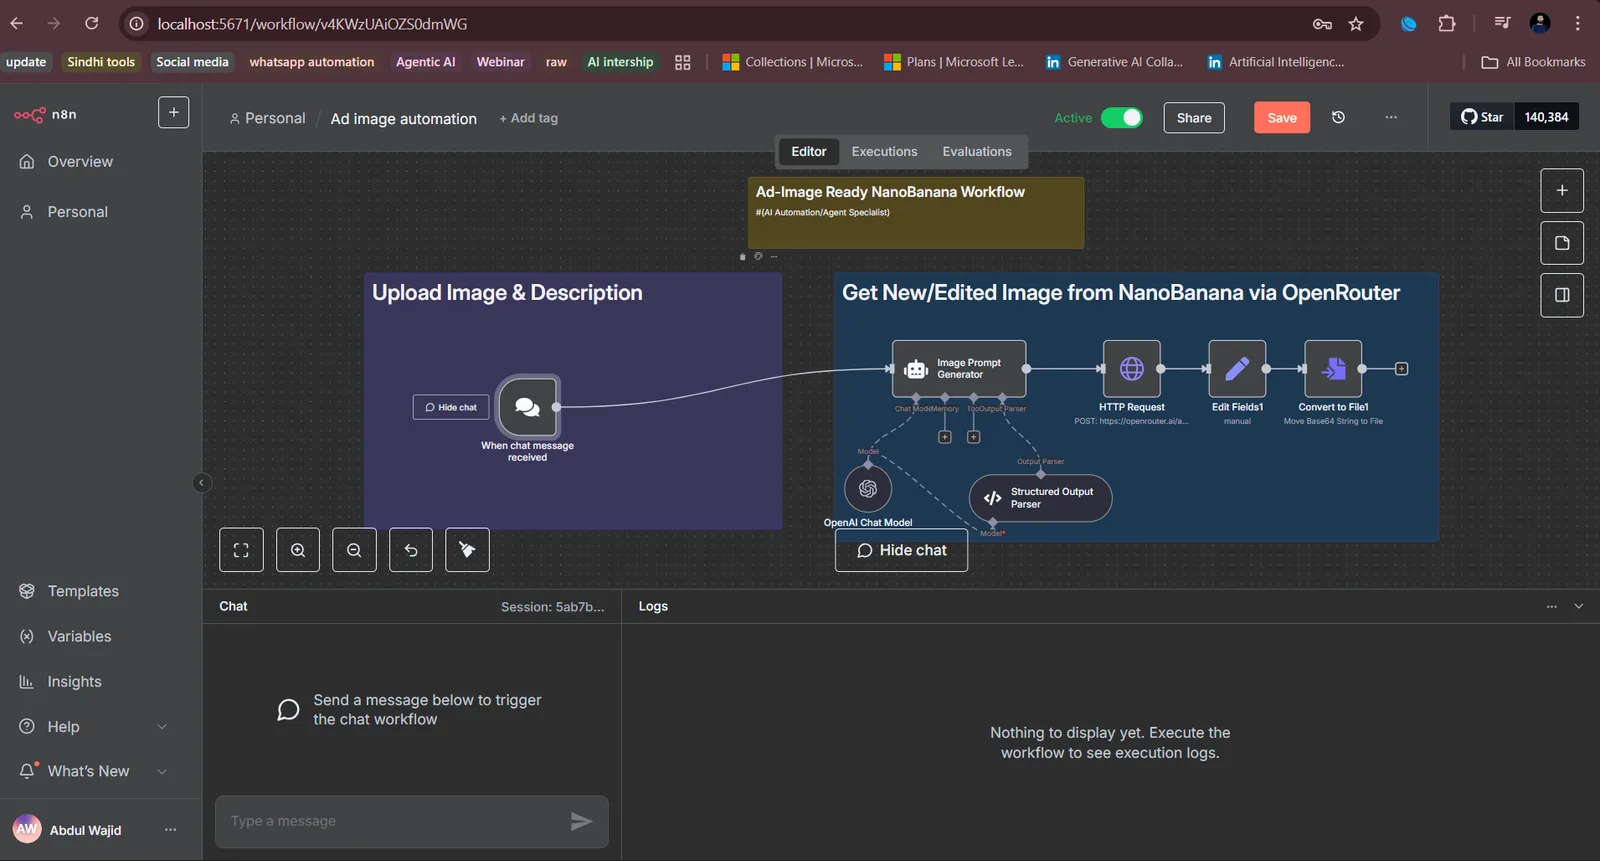 localhost:5671/workflow/v4KWzUAiOZS0dmWG
update
Sindhi tools
Social media
whatsapp automation
Agentic AI
Webinar
raw
AI intership
Collections | Micros...
Plans | Microsoft Le...
Generative AI Colla...
Artificial Intelligenc...
All Bookmarks
n8n
Personal / Ad image automation
+ Add tag
Active
Share
Save
Star
140,384
Overview
Personal
Editor
Executions
Evaluations
Ad-Image Ready NanoBanana Workflow
#(AI Automation/Agent Specialist)
Upload Image & Description
Hide chat
When chat message
received
Get New/Edited Image from NanoBanana via OpenRouter
Image Prompt
Generator
Chat Mode
Memory
Too
Output Parser
HTTP Request
POST: https://openrouter.ai/a...
Edit Fields1
manual
Convert to File1
Move Base64 String to File
Model
Output Parser
Structured Output
Parser
OpenAI Chat Model
Model*
Hide chat
Templates
Variables
Insights
Help
What's New
AW
Abdul Wajid
Chat
Session: 5ab7b...
Send a message below to trigger
the chat workflow
Type a message
Logs
Nothing to display yet. Execute the
workflow to see execution logs.